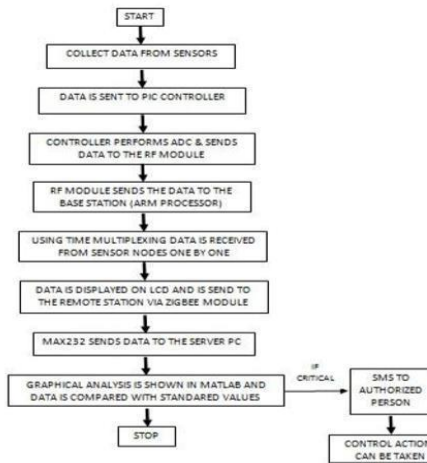 START
COLLECT DATA FROM SENSORS
DATA IS SENT TO PIC CONTROLLER
CONTROLLER PERFORMS ADC & SENDS
DATA TO THE RF MODULE
RF MODULE SENDS THE DATA TO THE
BASE STATION (ARM PROCESSOR)
USING TIME MULTIPLEXING DATA IS RECEIVED
FROM SENSOR NODES ONE BY ONE
DATA IS DISPLAYED ON LCD AND IS SEND TO
THE REMOTE STATION VIA ZIGBEE MODULE
MAX232 SENDS DATA TO THE SERVER PC
GRAPHICAL ANALYSIS IS SHOWN IN MATLAB AND
DATA IS COMPARED WITH STANDARED VALUES
IF
CRITICAL
SMS TO
AUTHORIZED
PERSON
STOP
CONTROL ACTION
CAN BE TAKEN